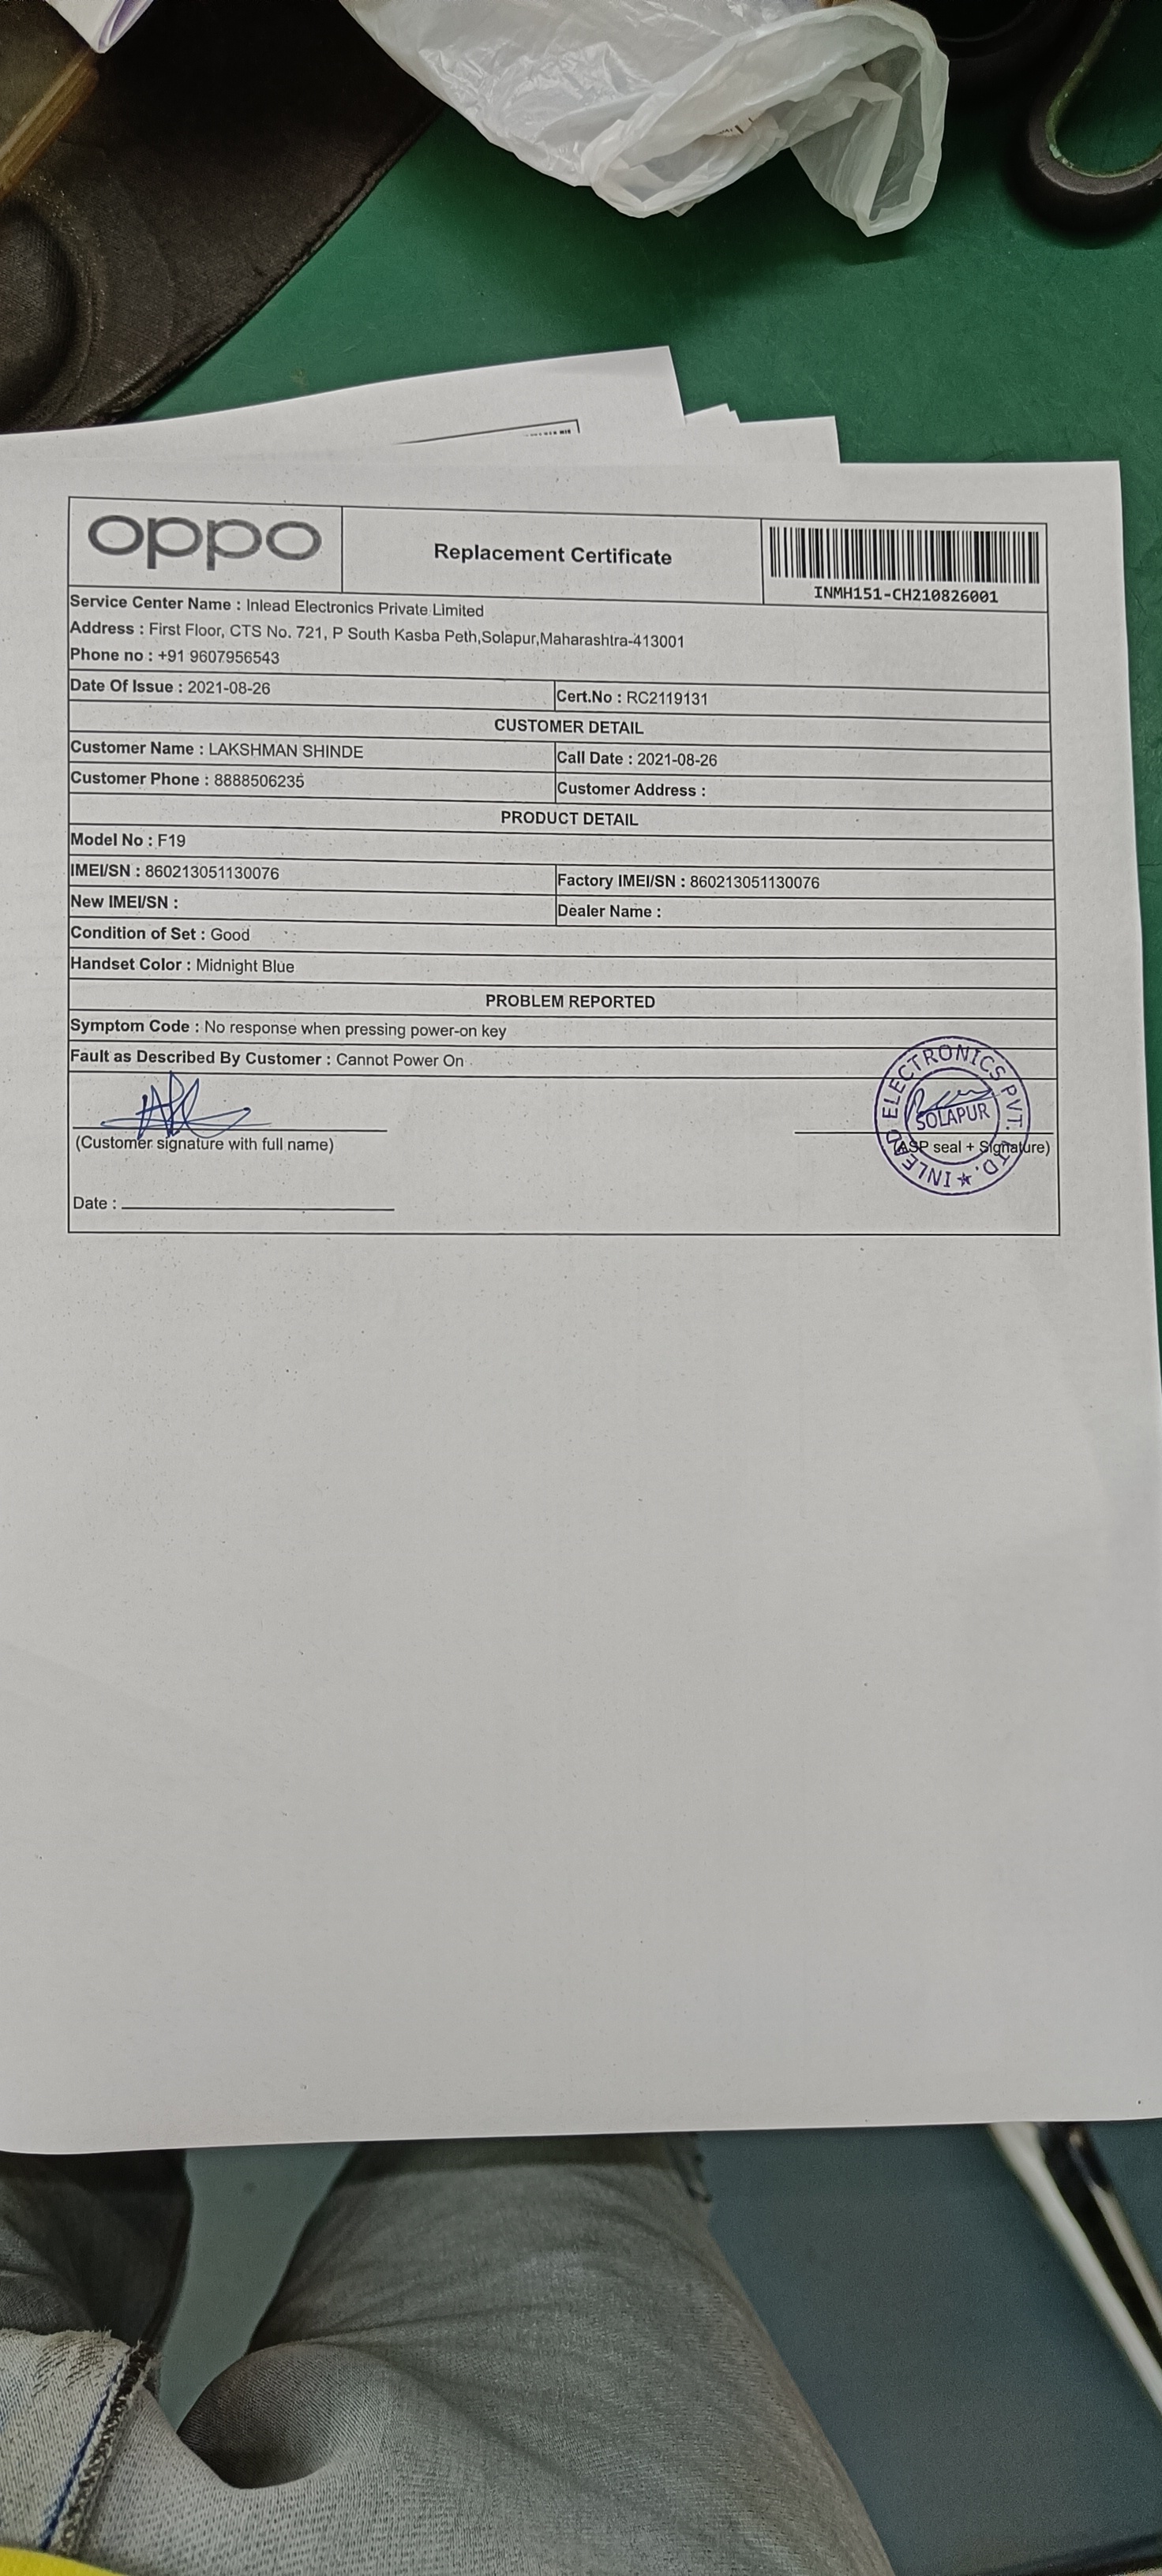 oppo
Replacement Certificate
INMH151-CH210826001
Service Center Name : Inlead Electronics Private Limited
Address : First Floor, CTS No. 721, P South Kasba Peth,Solapur,Maharashtra-413001
Phone no : +91 9607956543
Date Of Issue : 2021-08-26
Cert.No : RC2119131
CUSTOMER DETAIL
Customer Name : LAKSHMAN SHINDE
Call Date : 2021-08-26
Customer Phone : 8888506235
Customer Address :
PRODUCT DETAIL
Model No : F19
IMEI/SN : 860213051130076
Factory IMEI/SN : 860213051130076
New IMEI/SN :
Dealer Name :
Condition of Set : Good
Handset Color : Midnight Blue
PROBLEM REPORTED
Symptom Code : No response when pressing power-on key
Fault as Described By Customer : Cannot Power On
(Customer signature with full name)
INLEAD ELECTRONICS PVT. LTD.
SOLAPUR
(ASP seal + Signature)
Date :